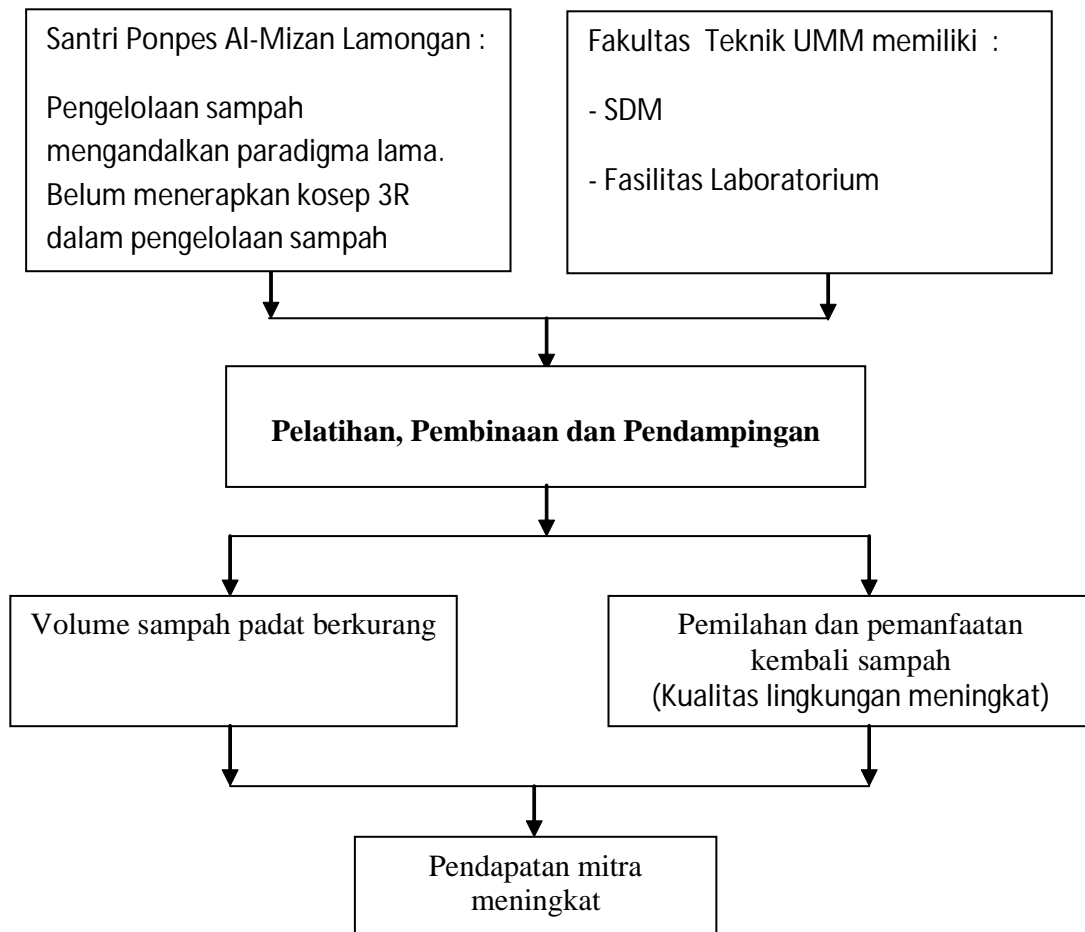 Santri Ponpes Al-Mizan Lamongan :
Pengelolaan sampah
mengandalkan paradigma lama.
Belum menerapkan kosep 3R
dalam pengelolaan sampah
Fakultas Teknik UMM memiliki :
- SDM
- Fasilitas Laboratorium
Pelatihan, Pembinaan dan Pendampingan
Volume sampah padat berkurang
Pemilahan dan pemanfaatan
kembali sampah
(Kualitas lingkungan meningkat)
Pendapatan mitra
meningkat